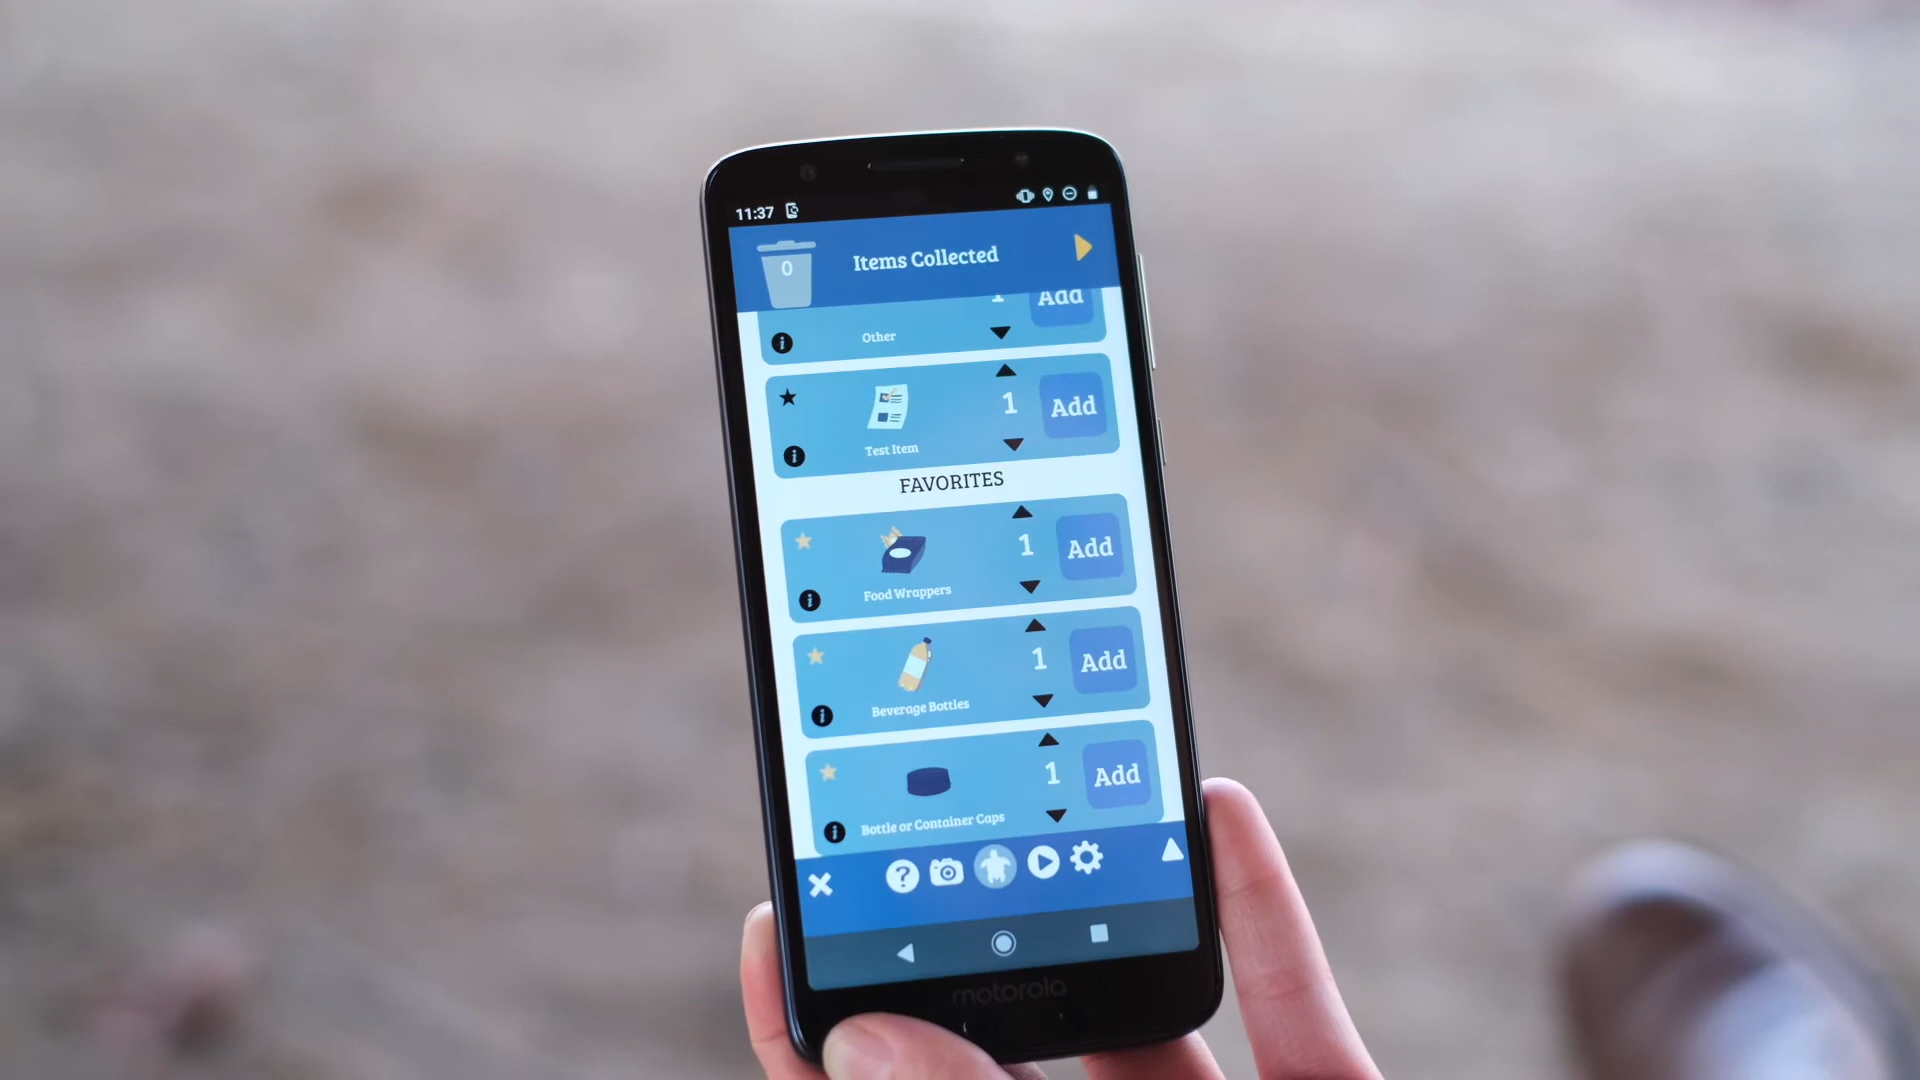 11:37
0
Items Collected
1
Add
Other
1
Add
Test Item
FAVORITES
1
Add
Food Wrappers
1
Add
Beverage Bottles
1
Add
Bottle or Container Caps
?
motorola